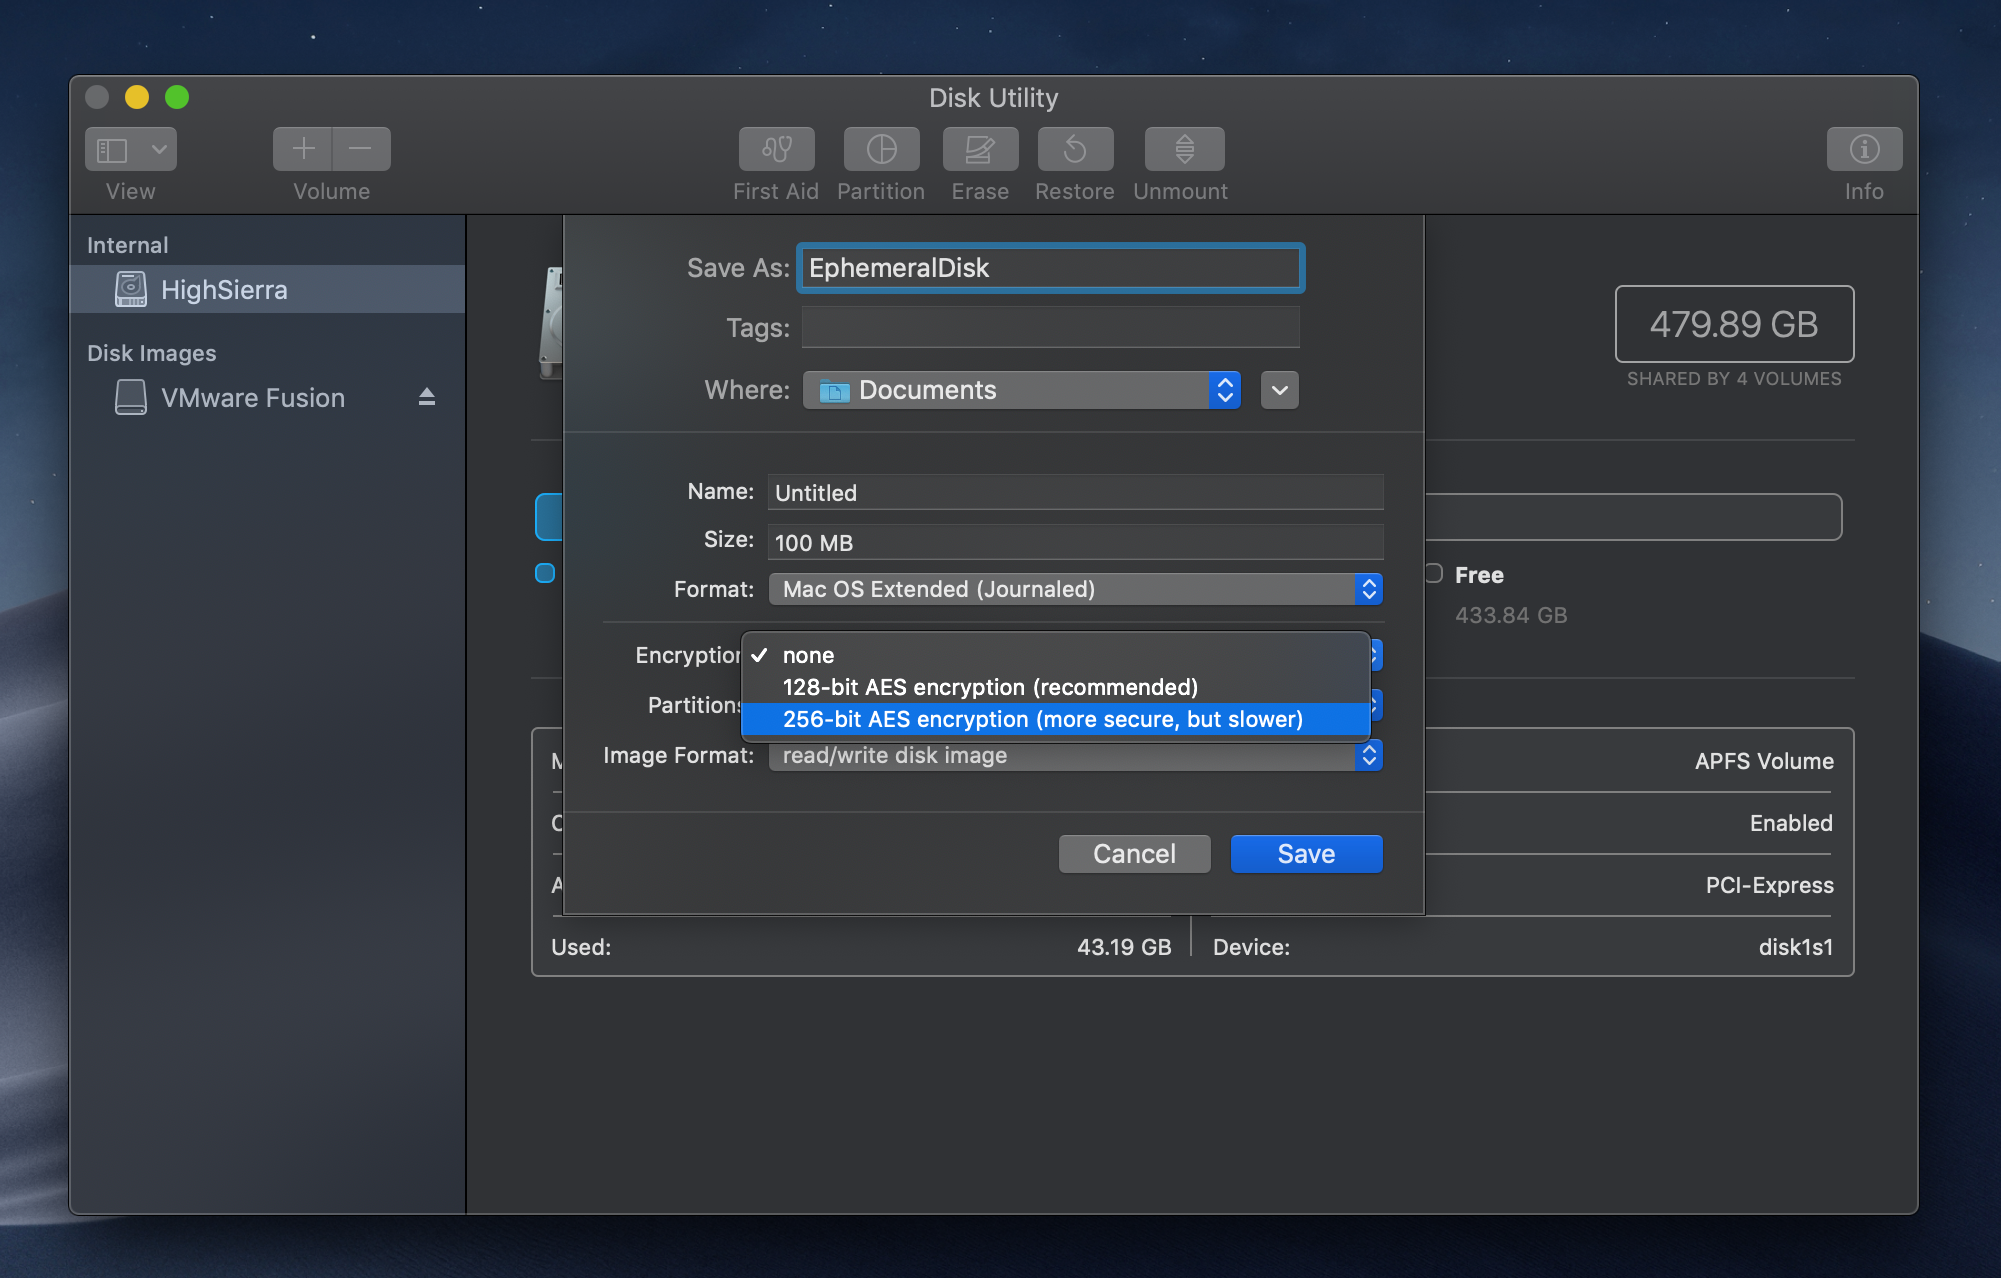 Disk Utility
View
Volume
First Aid
Partition
Erase
Restore
Unmount
Info
Internal
HighSierra
Disk Images
VMware Fusion
Save As: EphemeralDisk
Tags:
Where: Documents
479.89 GB
SHARED BY 4 VOLUMES
Name: Untitled
Size: 100 MB
Format: Mac OS Extended (Journaled)
Free
433.84 GB
Encryption
✓ none
128-bit AES encryption (recommended)
Partitions
256-bit AES encryption (more secure, but slower)
Image Format: read/write disk image
APFS Volume
Enabled
PCI-Express
Cancel
Save
Used: 43.19 GB
Device: disk1s1